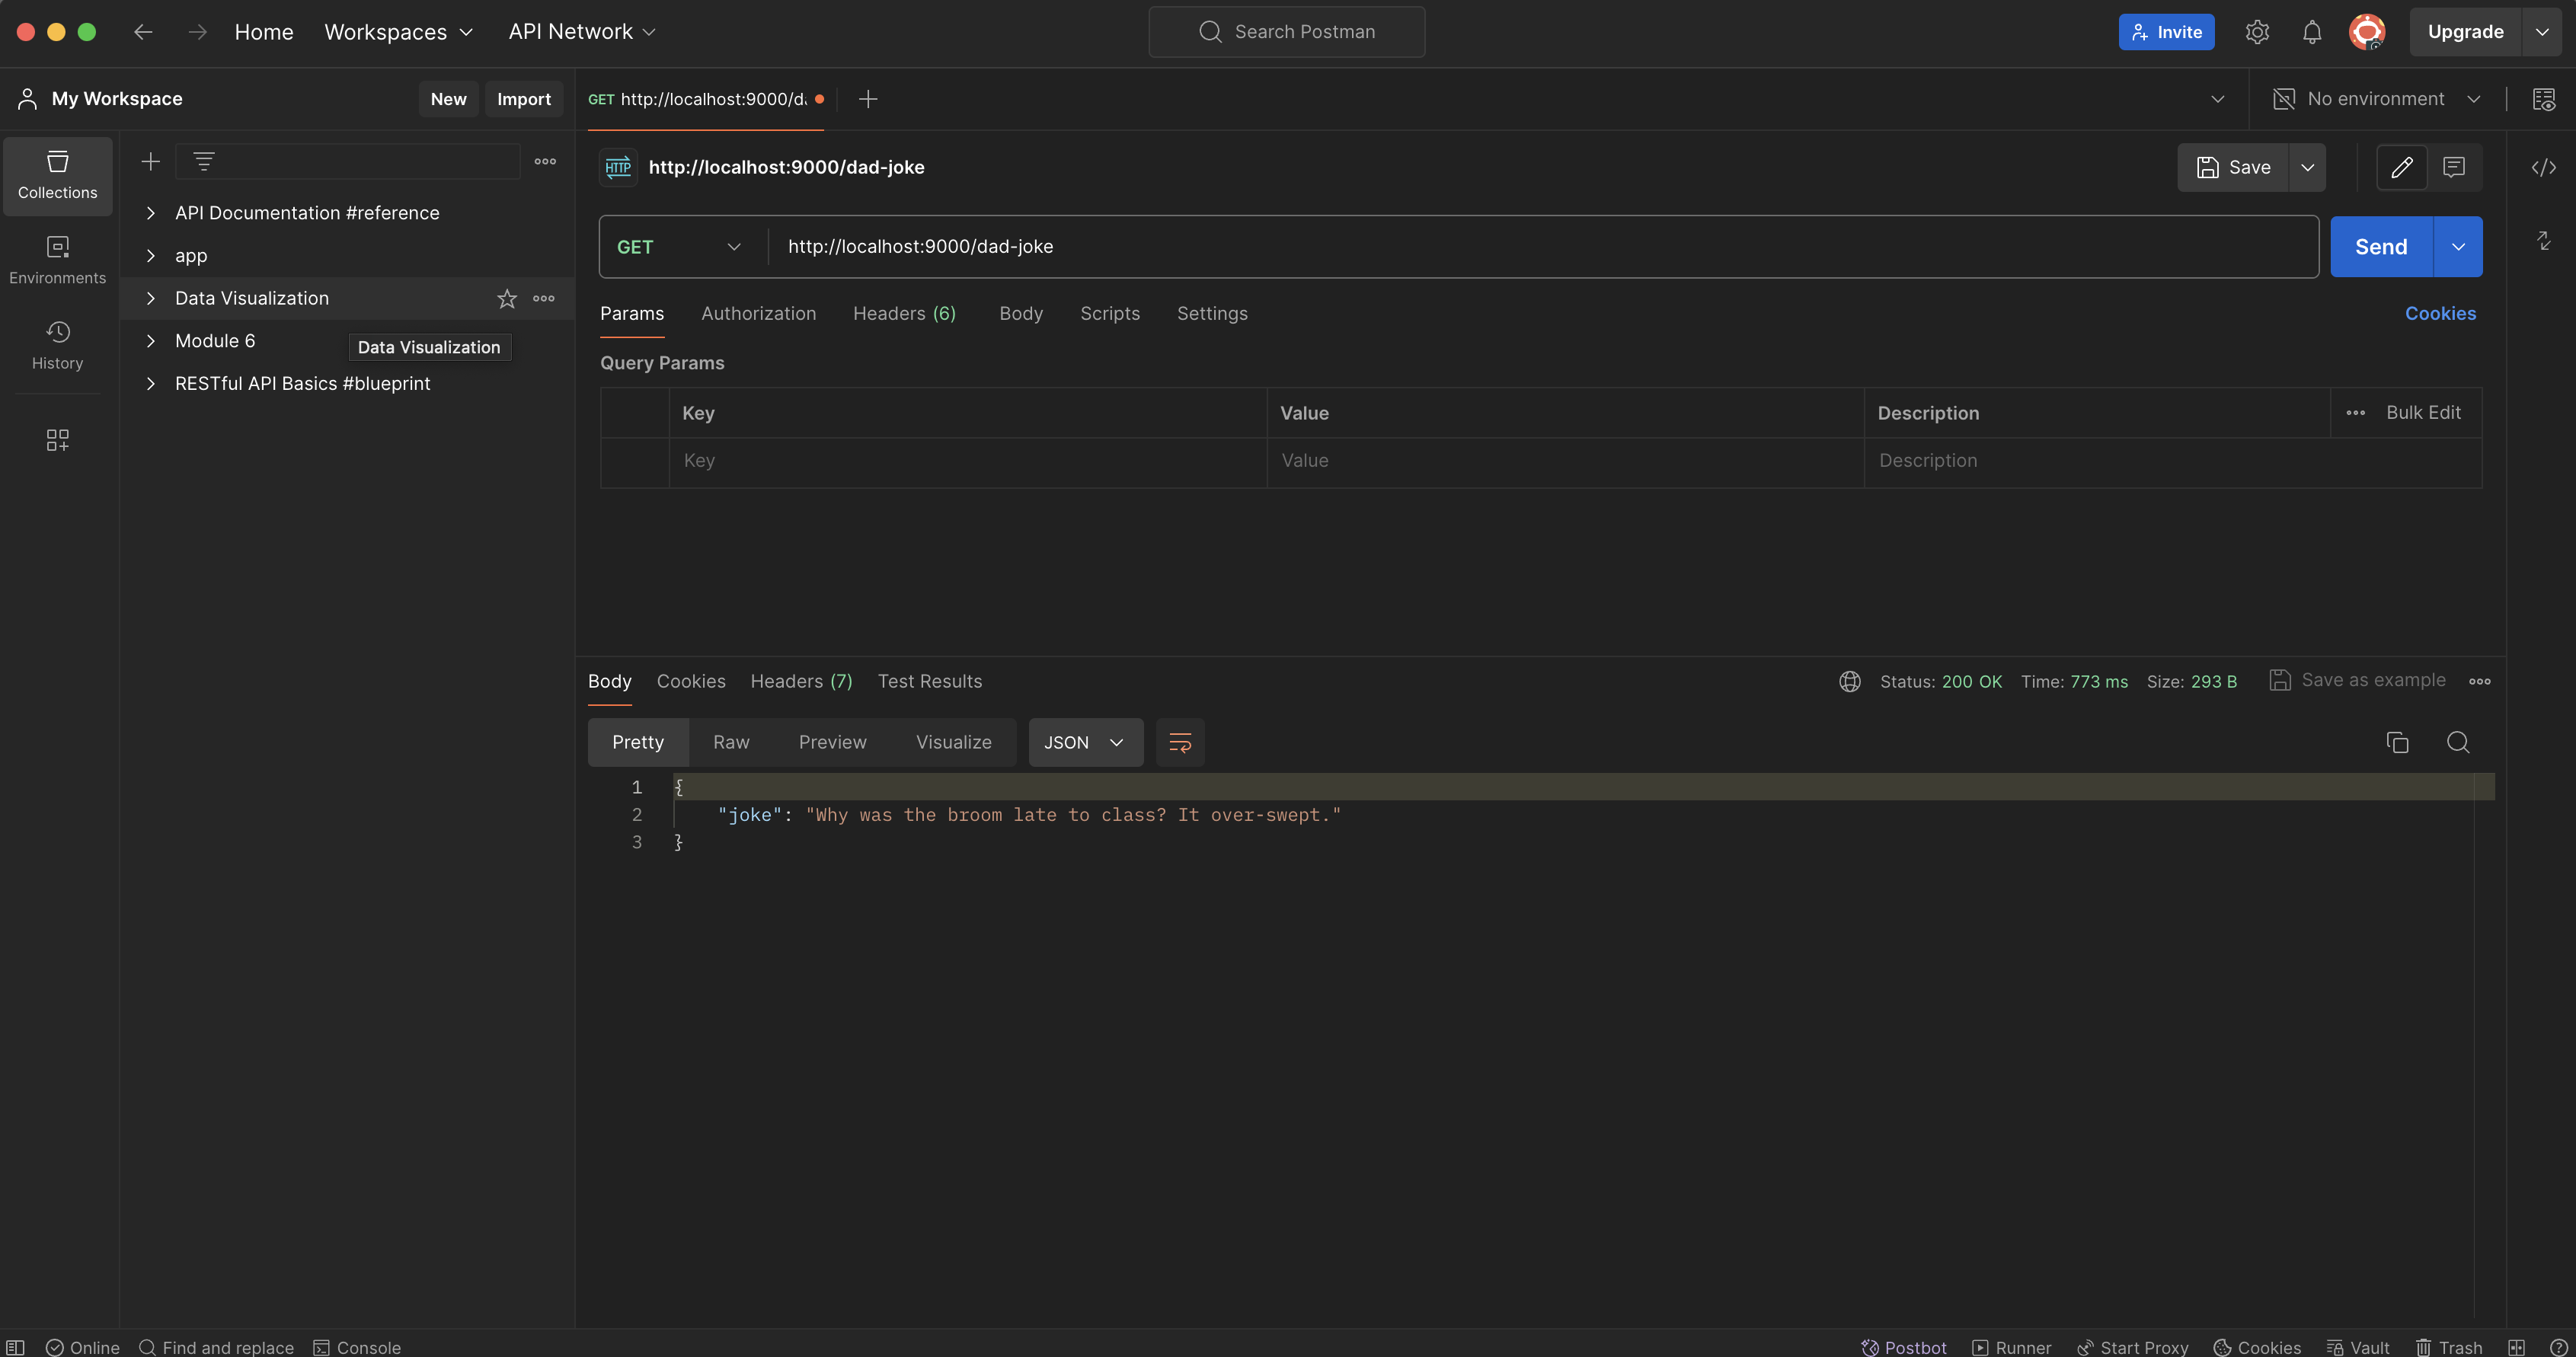 Home Workspaces API Network Search Postman Invite Upgrade
My Workspace New Import GET http://localhost:9000/d No environment
Collections
Environments
History
API Documentation #reference
app
Data Visualization
Module 6
Data Visualization
RESTful API Basics #blueprint
HTTP http://localhost:9000/dad-joke Save
GET http://localhost:9000/dad-joke Send
Params Authorization Headers (6) Body Scripts Settings Cookies
Query Params
Key Value Description Bulk Edit
Key Value Description
Body Cookies Headers (7) Test Results Status: 200 OK Time: 773 ms Size: 293 B Save as example
Pretty Raw Preview Visualize JSON
1 {
2 "joke": "Why was the broom late to class? It over-swept."
3 }
Online Find and replace Console Postbot Runner Start Proxy Cookies Vault Trash